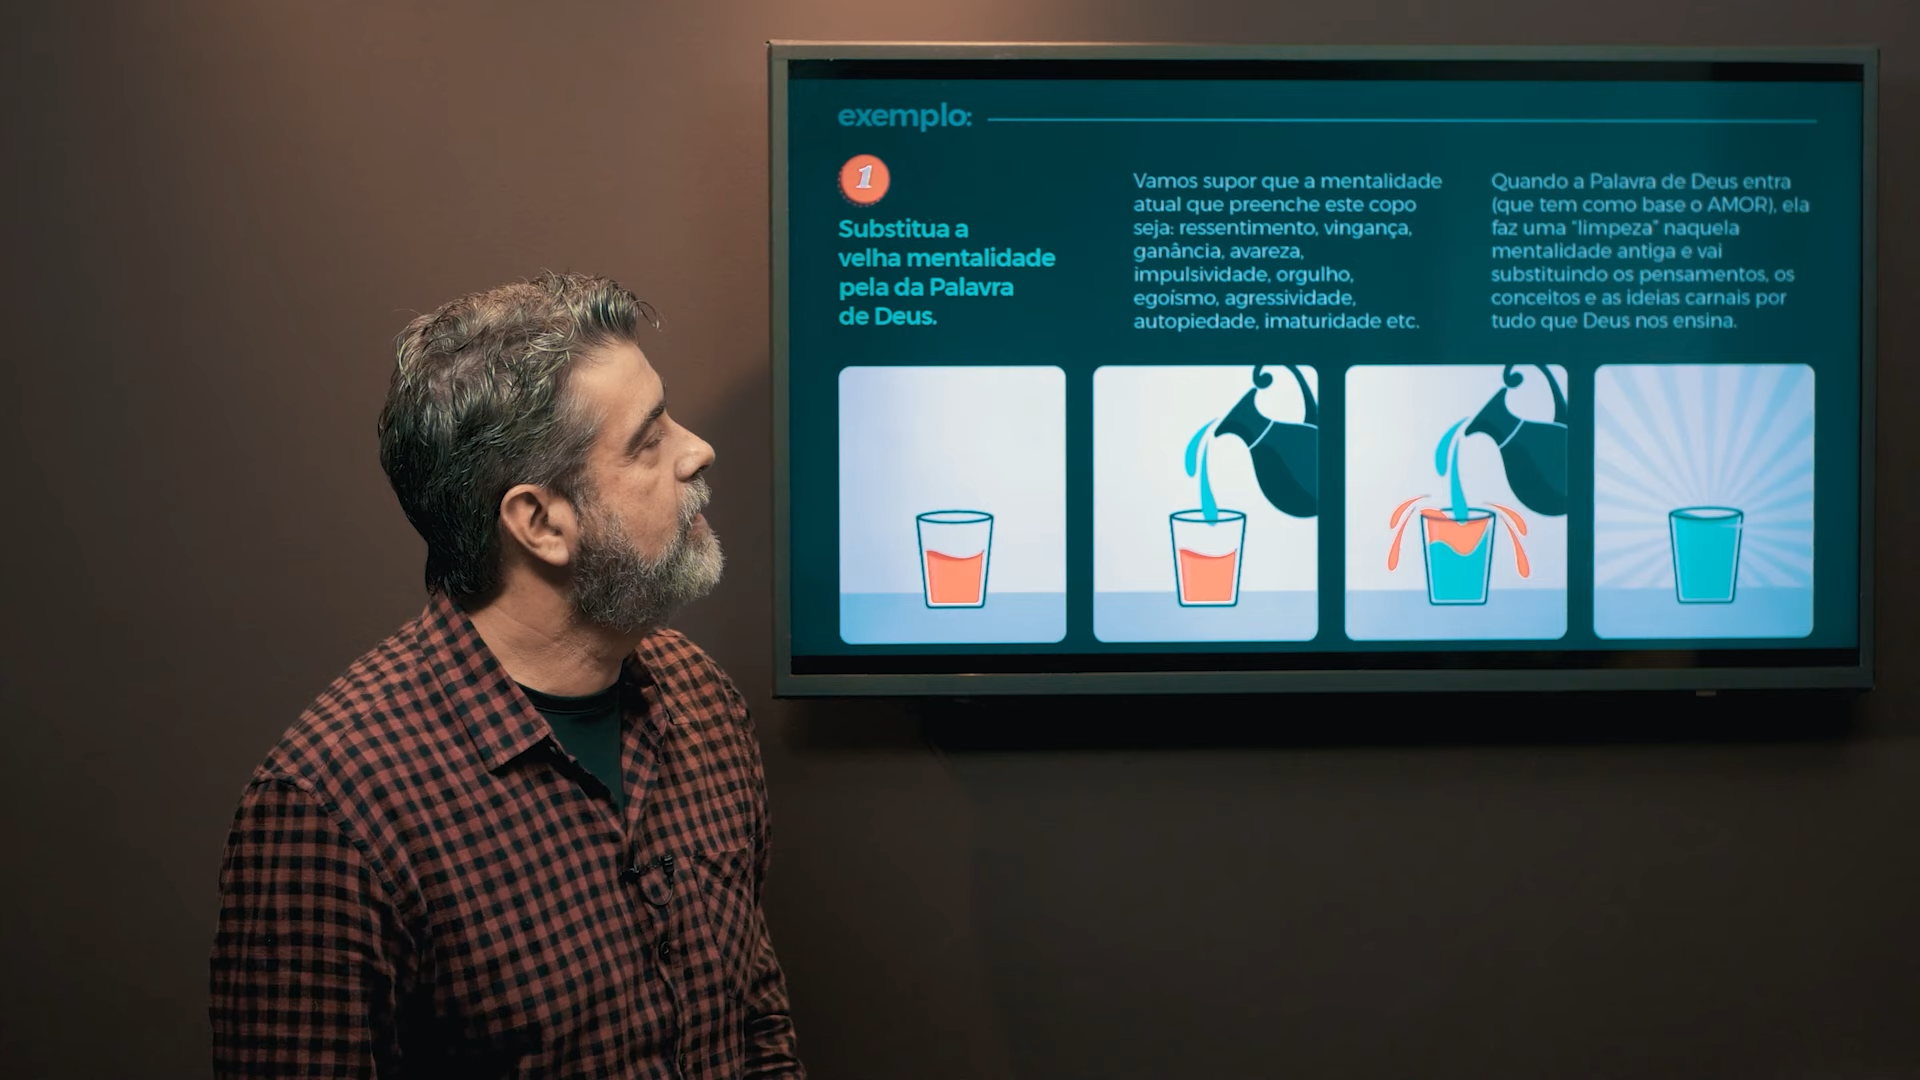 exemplo:
1
Substitua a
velha mentalidade
pela da Palavra
de Deus.
Vamos supor que a mentalidade
atual que preenche este copo
seja: ressentimento, vingança,
ganância, avareza,
impulsividade, orgulho,
egoísmo, agressividade,
autopiedade, imaturidade etc.
Quando a Palavra de Deus entra
(que tem como base o AMOR), ela
faz uma "limpeza" naquela
mentalidade antiga e vai
substituindo os pensamentos, os
conceitos e as ideias carnais por
tudo que Deus nos ensina.